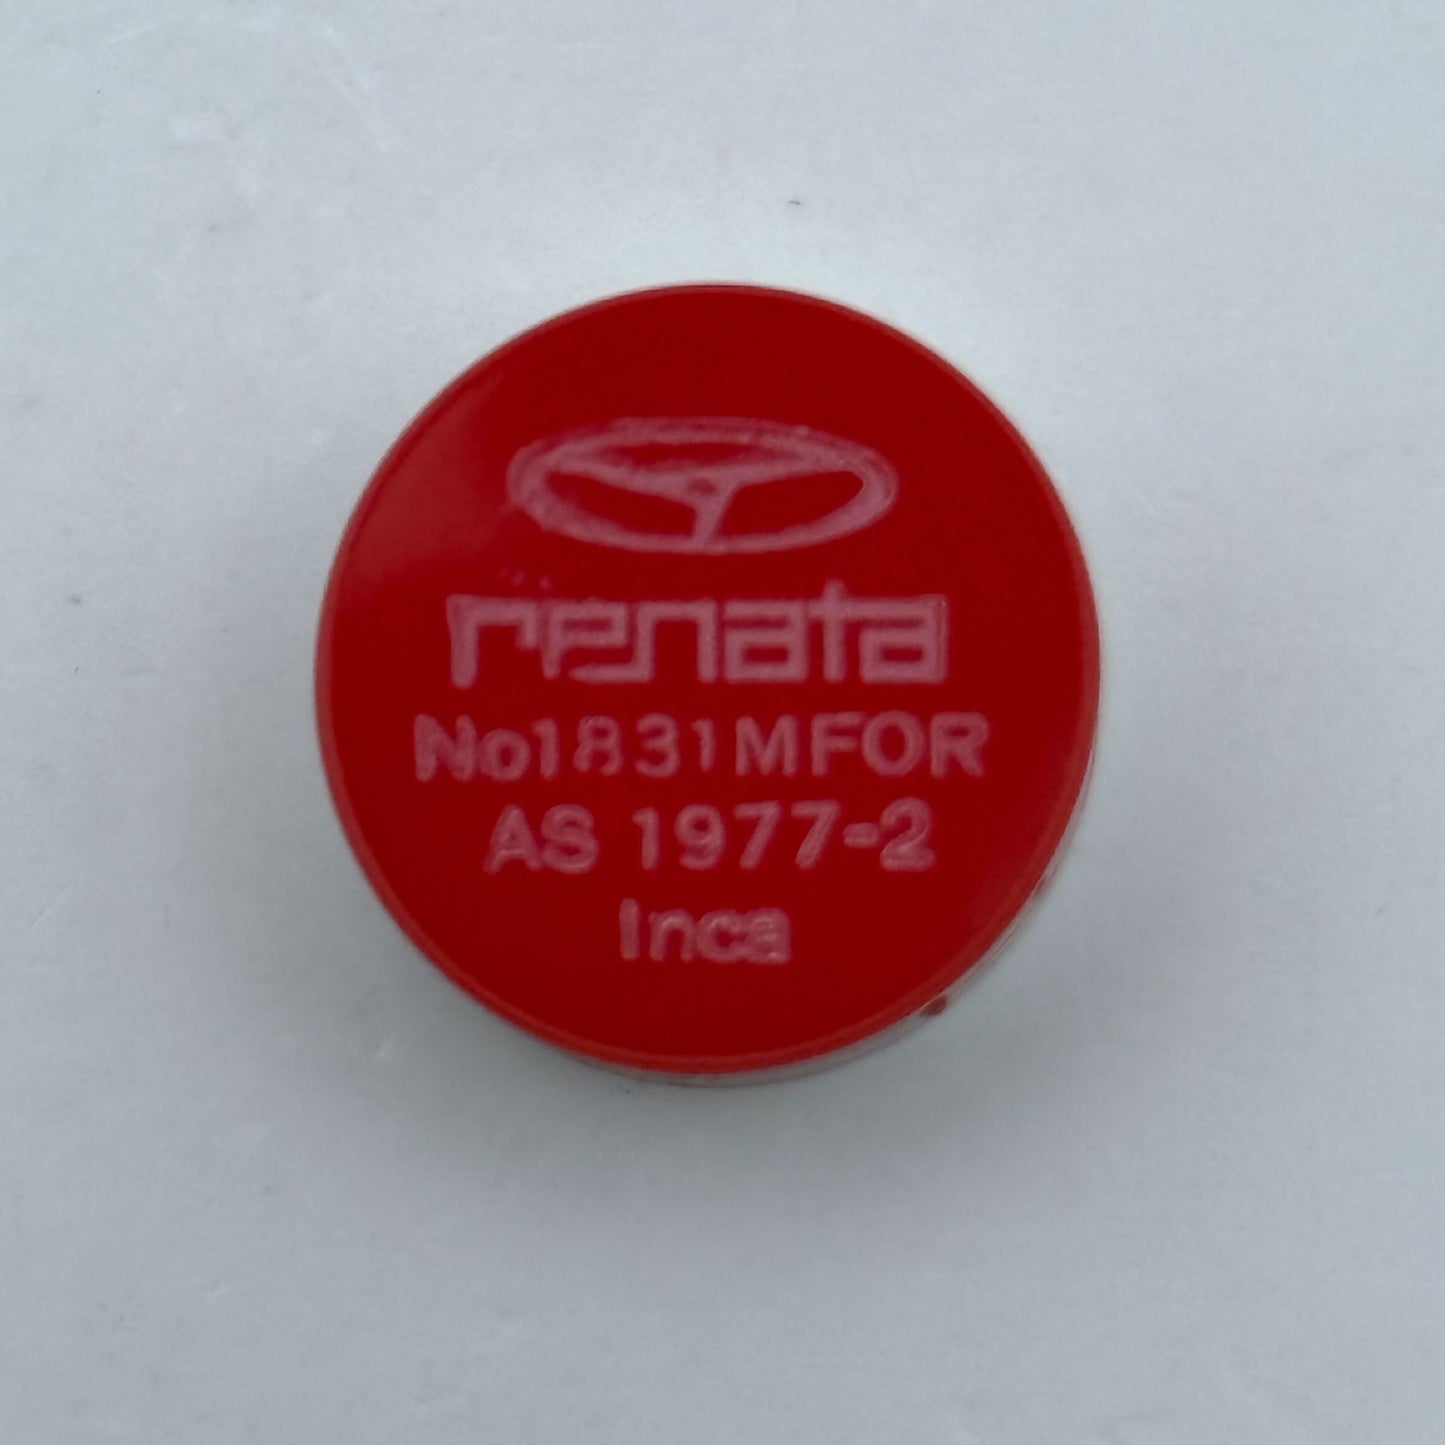 renata
No1831MFOR
AS 1977-2
Inca